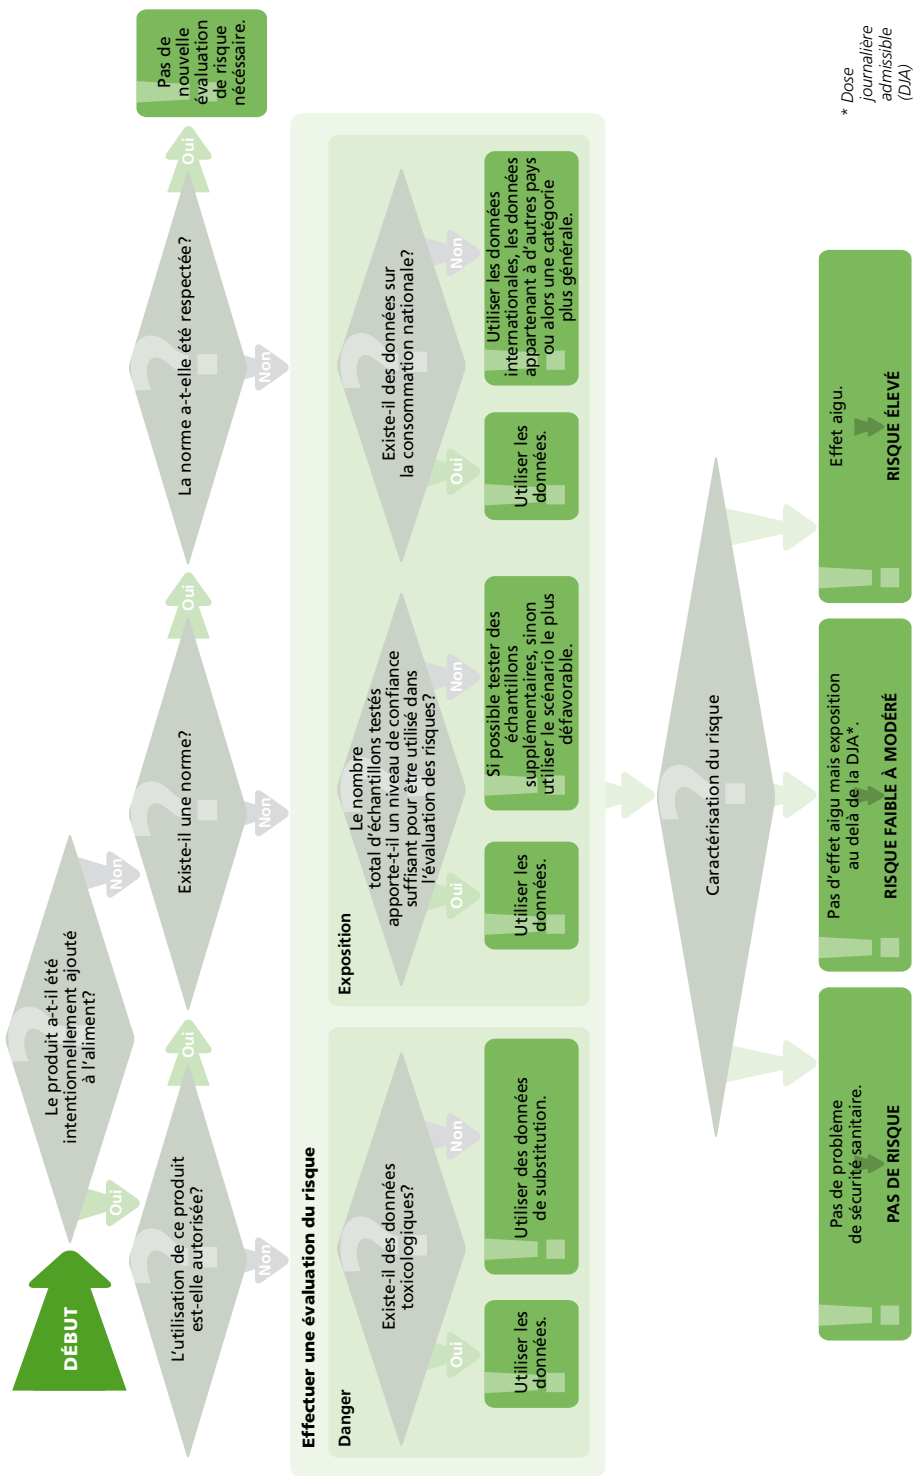 DÉBUT
Le produit a-t-il été
intentionnellement ajouté
à l'aliment?
Oui
Non
L'utilisation de ce produit
est-elle autorisée?
Oui
Non
Existe-il une norme?
Oui
Non
La norme a-t-elle été respectée?
Oui
Non
Pas de
nouvelle
évaluation
de risque
nécéssaire.
Effectuer une évaluation du risque
Danger
Existe-il des données
toxicologiques?
Oui
Non
Utiliser les
données.
Utiliser des données
de substitution.
Exposition
Le nombre
total d'échantillons testés
apporte-t-il un niveau de confiance
suffisant pour être utilisé dans
l'évaluation des risques?
Oui
Non
Utiliser les
données.
Si possible tester des
échantillons
supplémentaires, sinon
utiliser le scénario le plus
défavorable.
Existe-il des données sur
la consommation nationale?
Oui
Non
Utiliser les
données.
Utiliser les données
internationales, les données
appartenant à d'autres pays
ou alors une catégorie
plus générale.
Caractérisation du risque
Pas de problème
de sécurité sanitaire.
PAS DE RISQUE
Pas d'effet aigu mais exposition
au delà de la DJA*.
RISQUE FAIBLE À MODÉRÉ
Effet aigu.
RISQUE ÉLEVÉ
* Dose
journalière
admissible
(DJA)